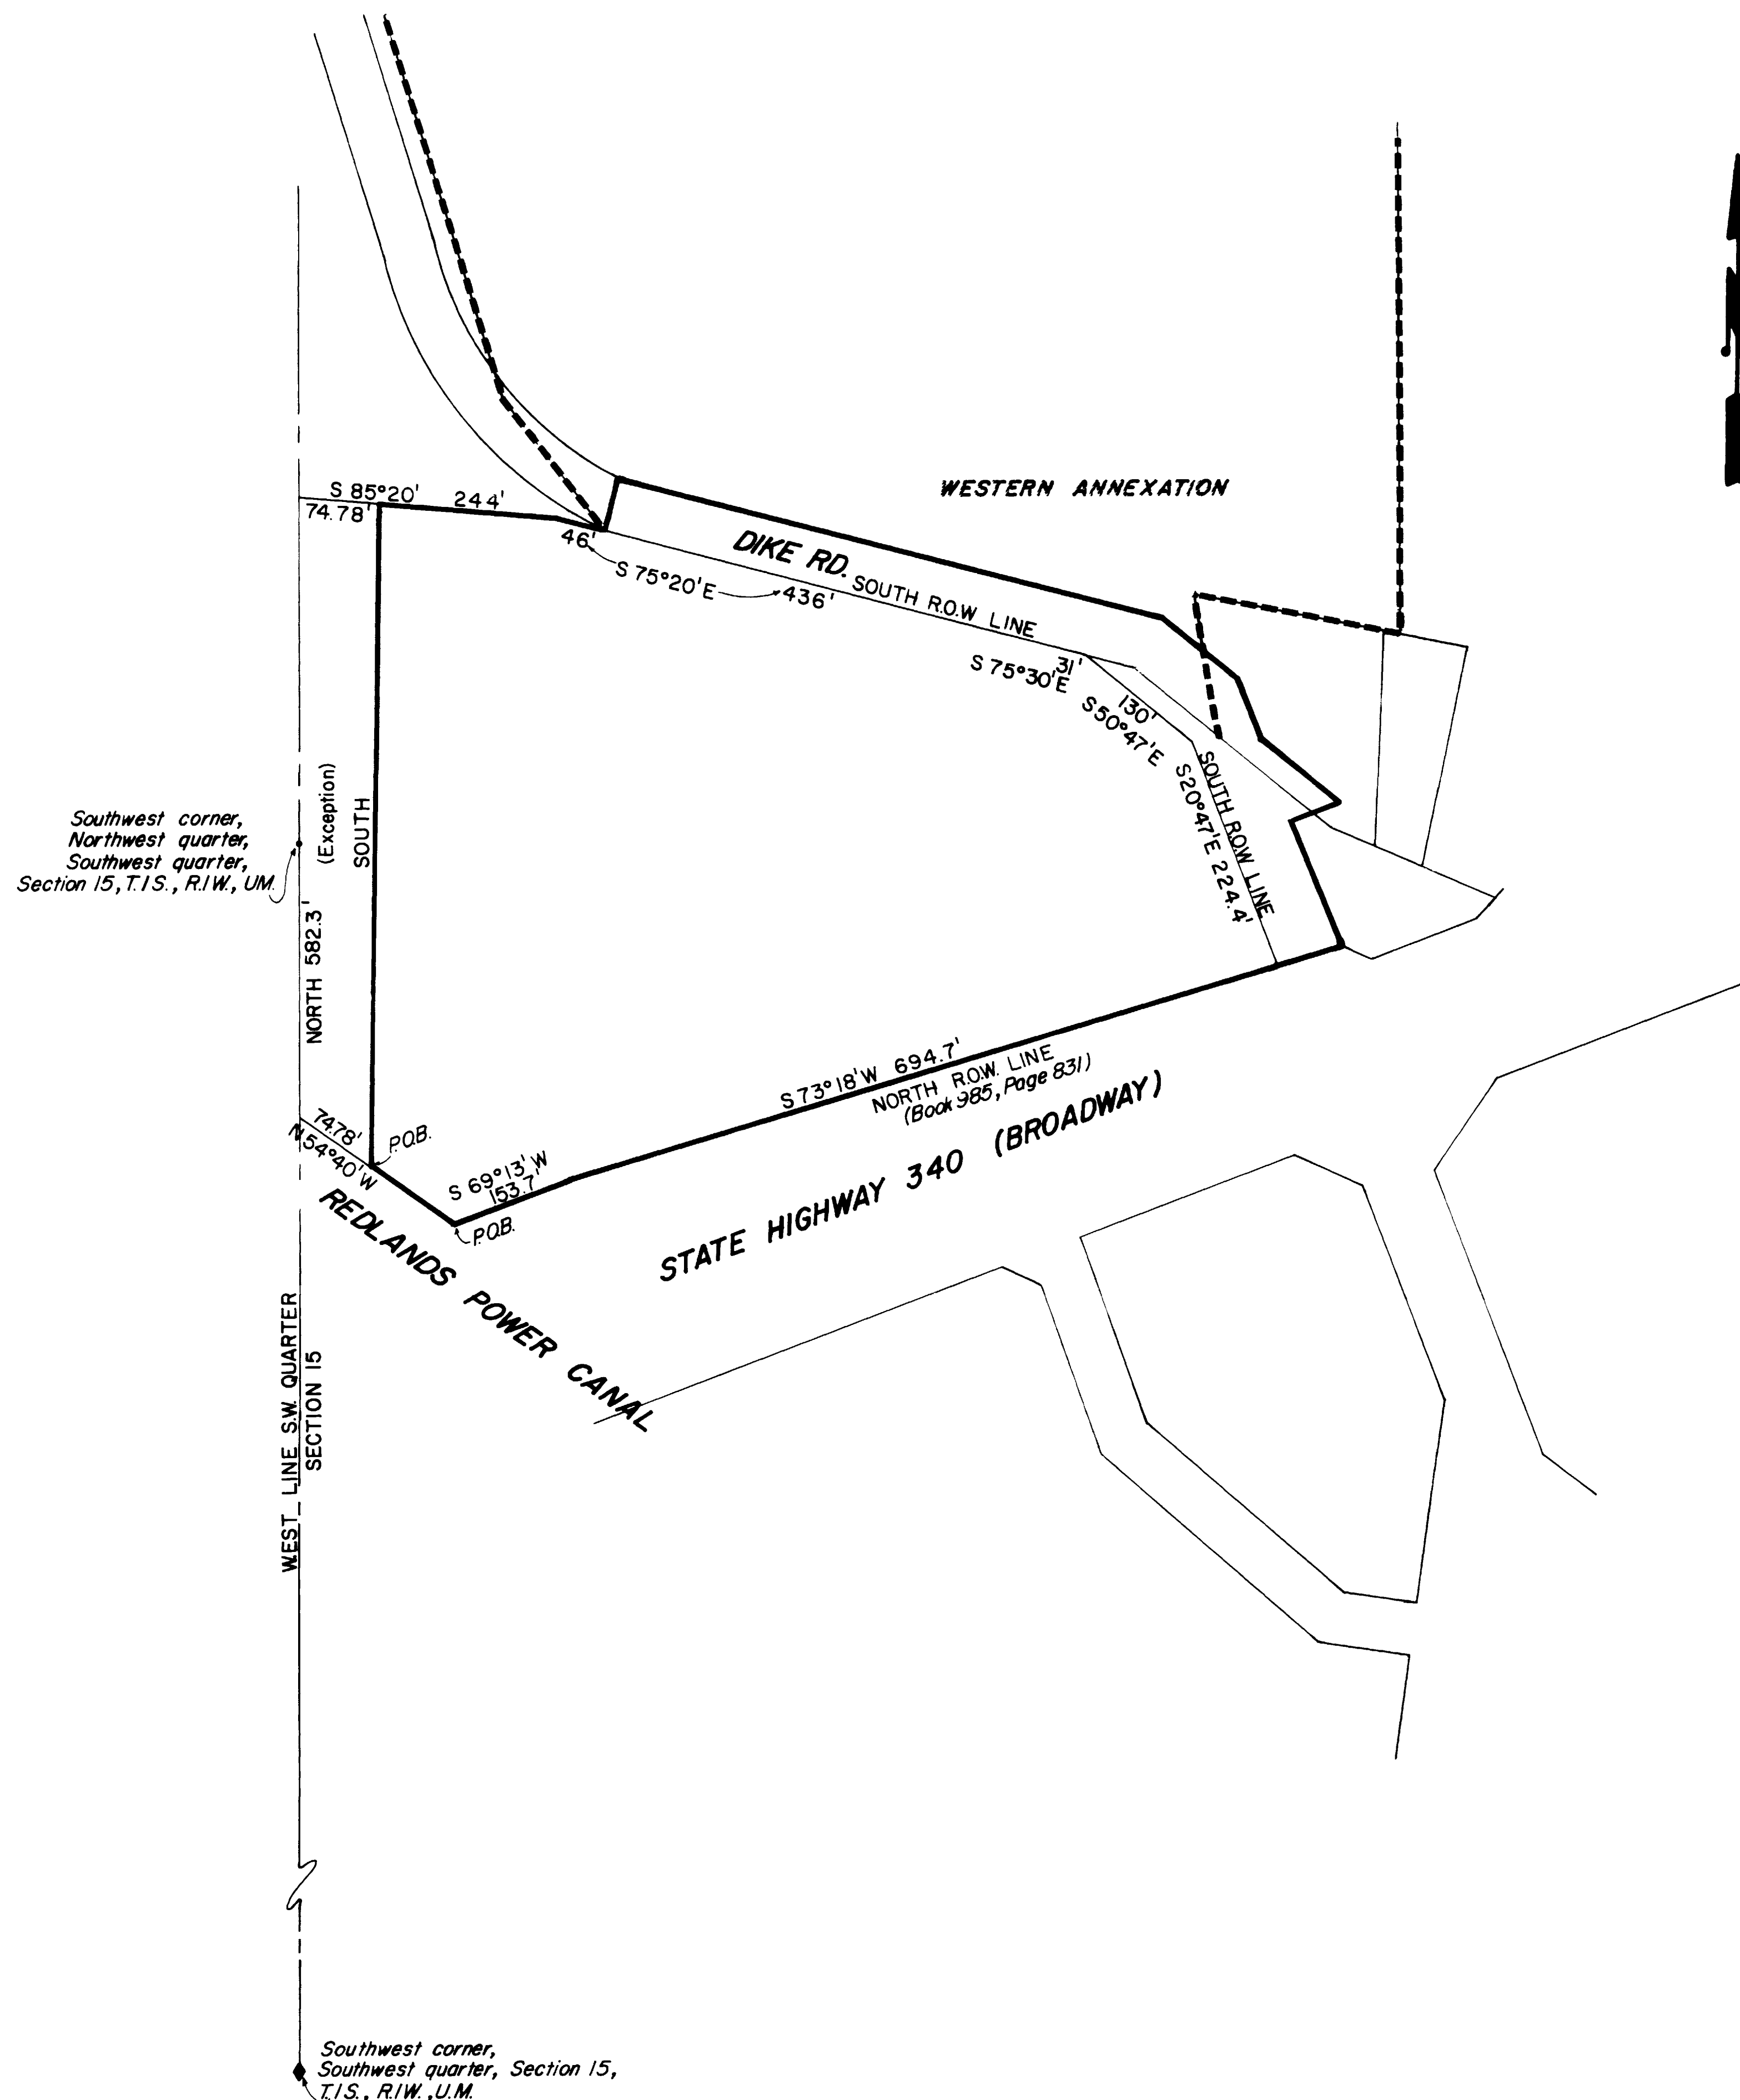 WESTERN ANNEXATION
S 85°20'
244'
74.78'
46'
DIKE RD.
SOUTH R.O.W LINE
S 75°20'E
436'
31'
S 75°30'E
130'
S 50°47'E
SOUTH R.O.W LINE
S20°47'E 224.4'
(Exception)
SOUTH
Southwest corner,
Northwest quarter,
Southwest quarter,
Section 15, T.1S., R.1W., UM.
NORTH 582.3'
S 73°18'W 694.7'
NORTH R.O.W. LINE
(Book 985, Page 831)
74.78'
N 54°40'W
P.O.B.
S 69°13'W
153.7'
P.O.B.
STATE HIGHWAY 340 (BROADWAY)
REDLANDS POWER CANAL
WEST LINE S.W. QUARTER
SECTION 15
N
Southwest corner,
Southwest quarter, Section 15,
T.1S., R.1W., U.M.